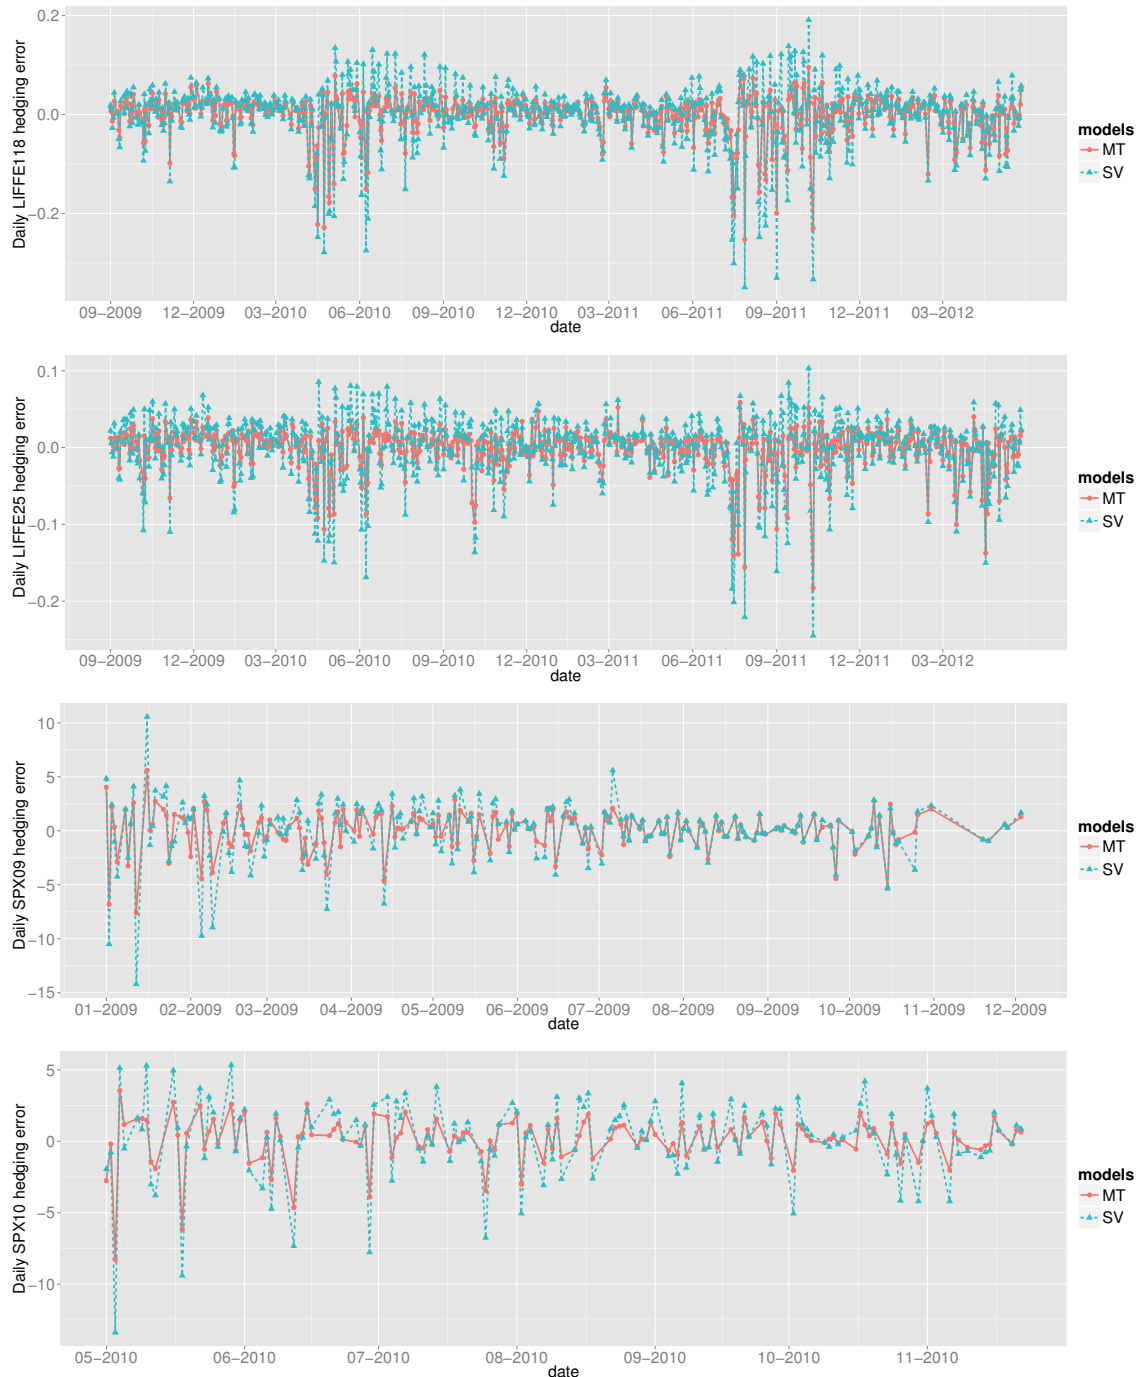 Daily LIFFE118 hedging error
0.2
0.0
−0.2
09−2009 12−2009 03−2010 06−2010 09−2010 12−2010 03−2011 06−2011 09−2011 12−2011 03−2012
date
models
MT
SV
Daily LIFFE25 hedging error
0.1
0.0
−0.1
−0.2
09−2009 12−2009 03−2010 06−2010 09−2010 12−2010 03−2011 06−2011 09−2011 12−2011 03−2012
date
models
MT
SV
Daily SPX09 hedging error
10
5
0
−5
−10
−15
01−2009 02−2009 03−2009 04−2009 05−2009 06−2009 07−2009 08−2009 09−2009 10−2009 11−2009 12−2009
date
models
MT
SV
Daily SPX10 hedging error
5
0
−5
−10
05−2010 06−2010 07−2010 08−2010 09−2010 10−2010 11−2010
date
models
MT
SV